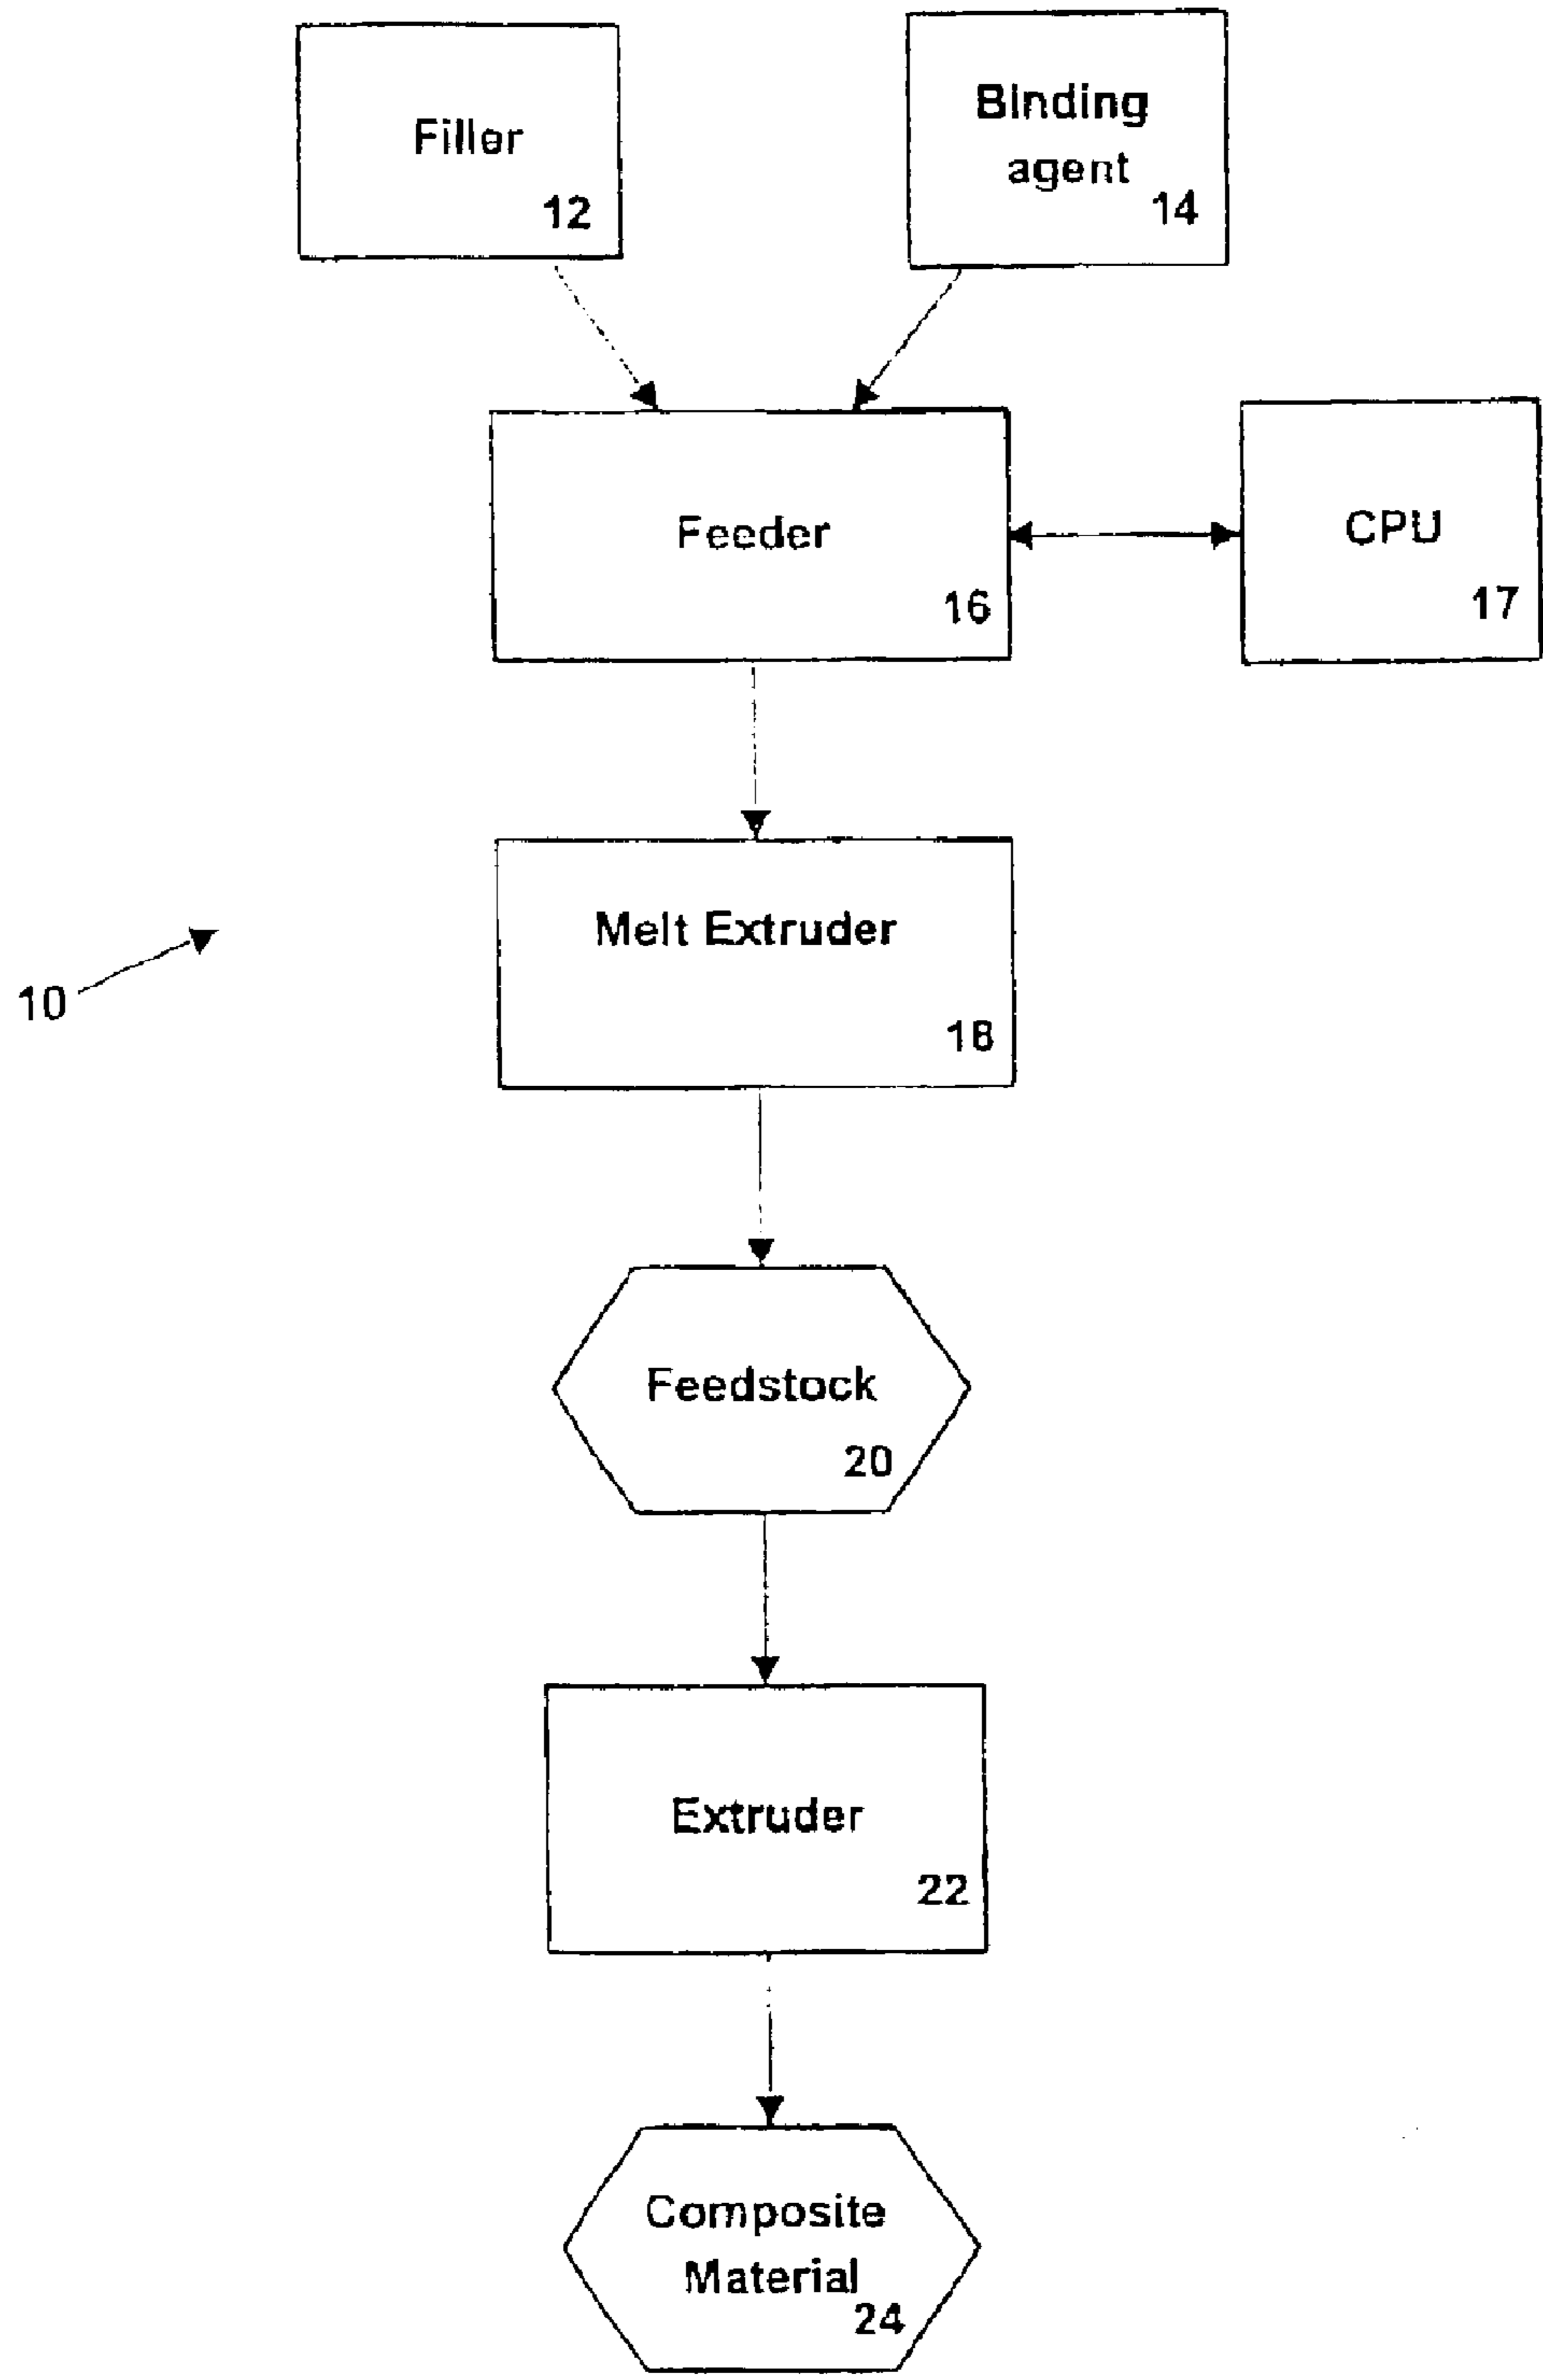 Filler
12
Binding
agent
14
Feeder
16
CPU
17
Melt Extruder
18
10
Feedstock
20
Extruder
22
Composite
Material
24